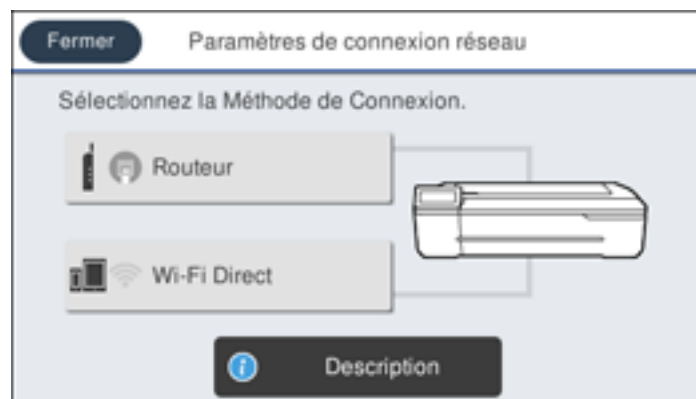 Fermer
Paramètres de connexion réseau
Sélectionnez la Méthode de Connexion.
Routeur
Wi-Fi Direct
Description